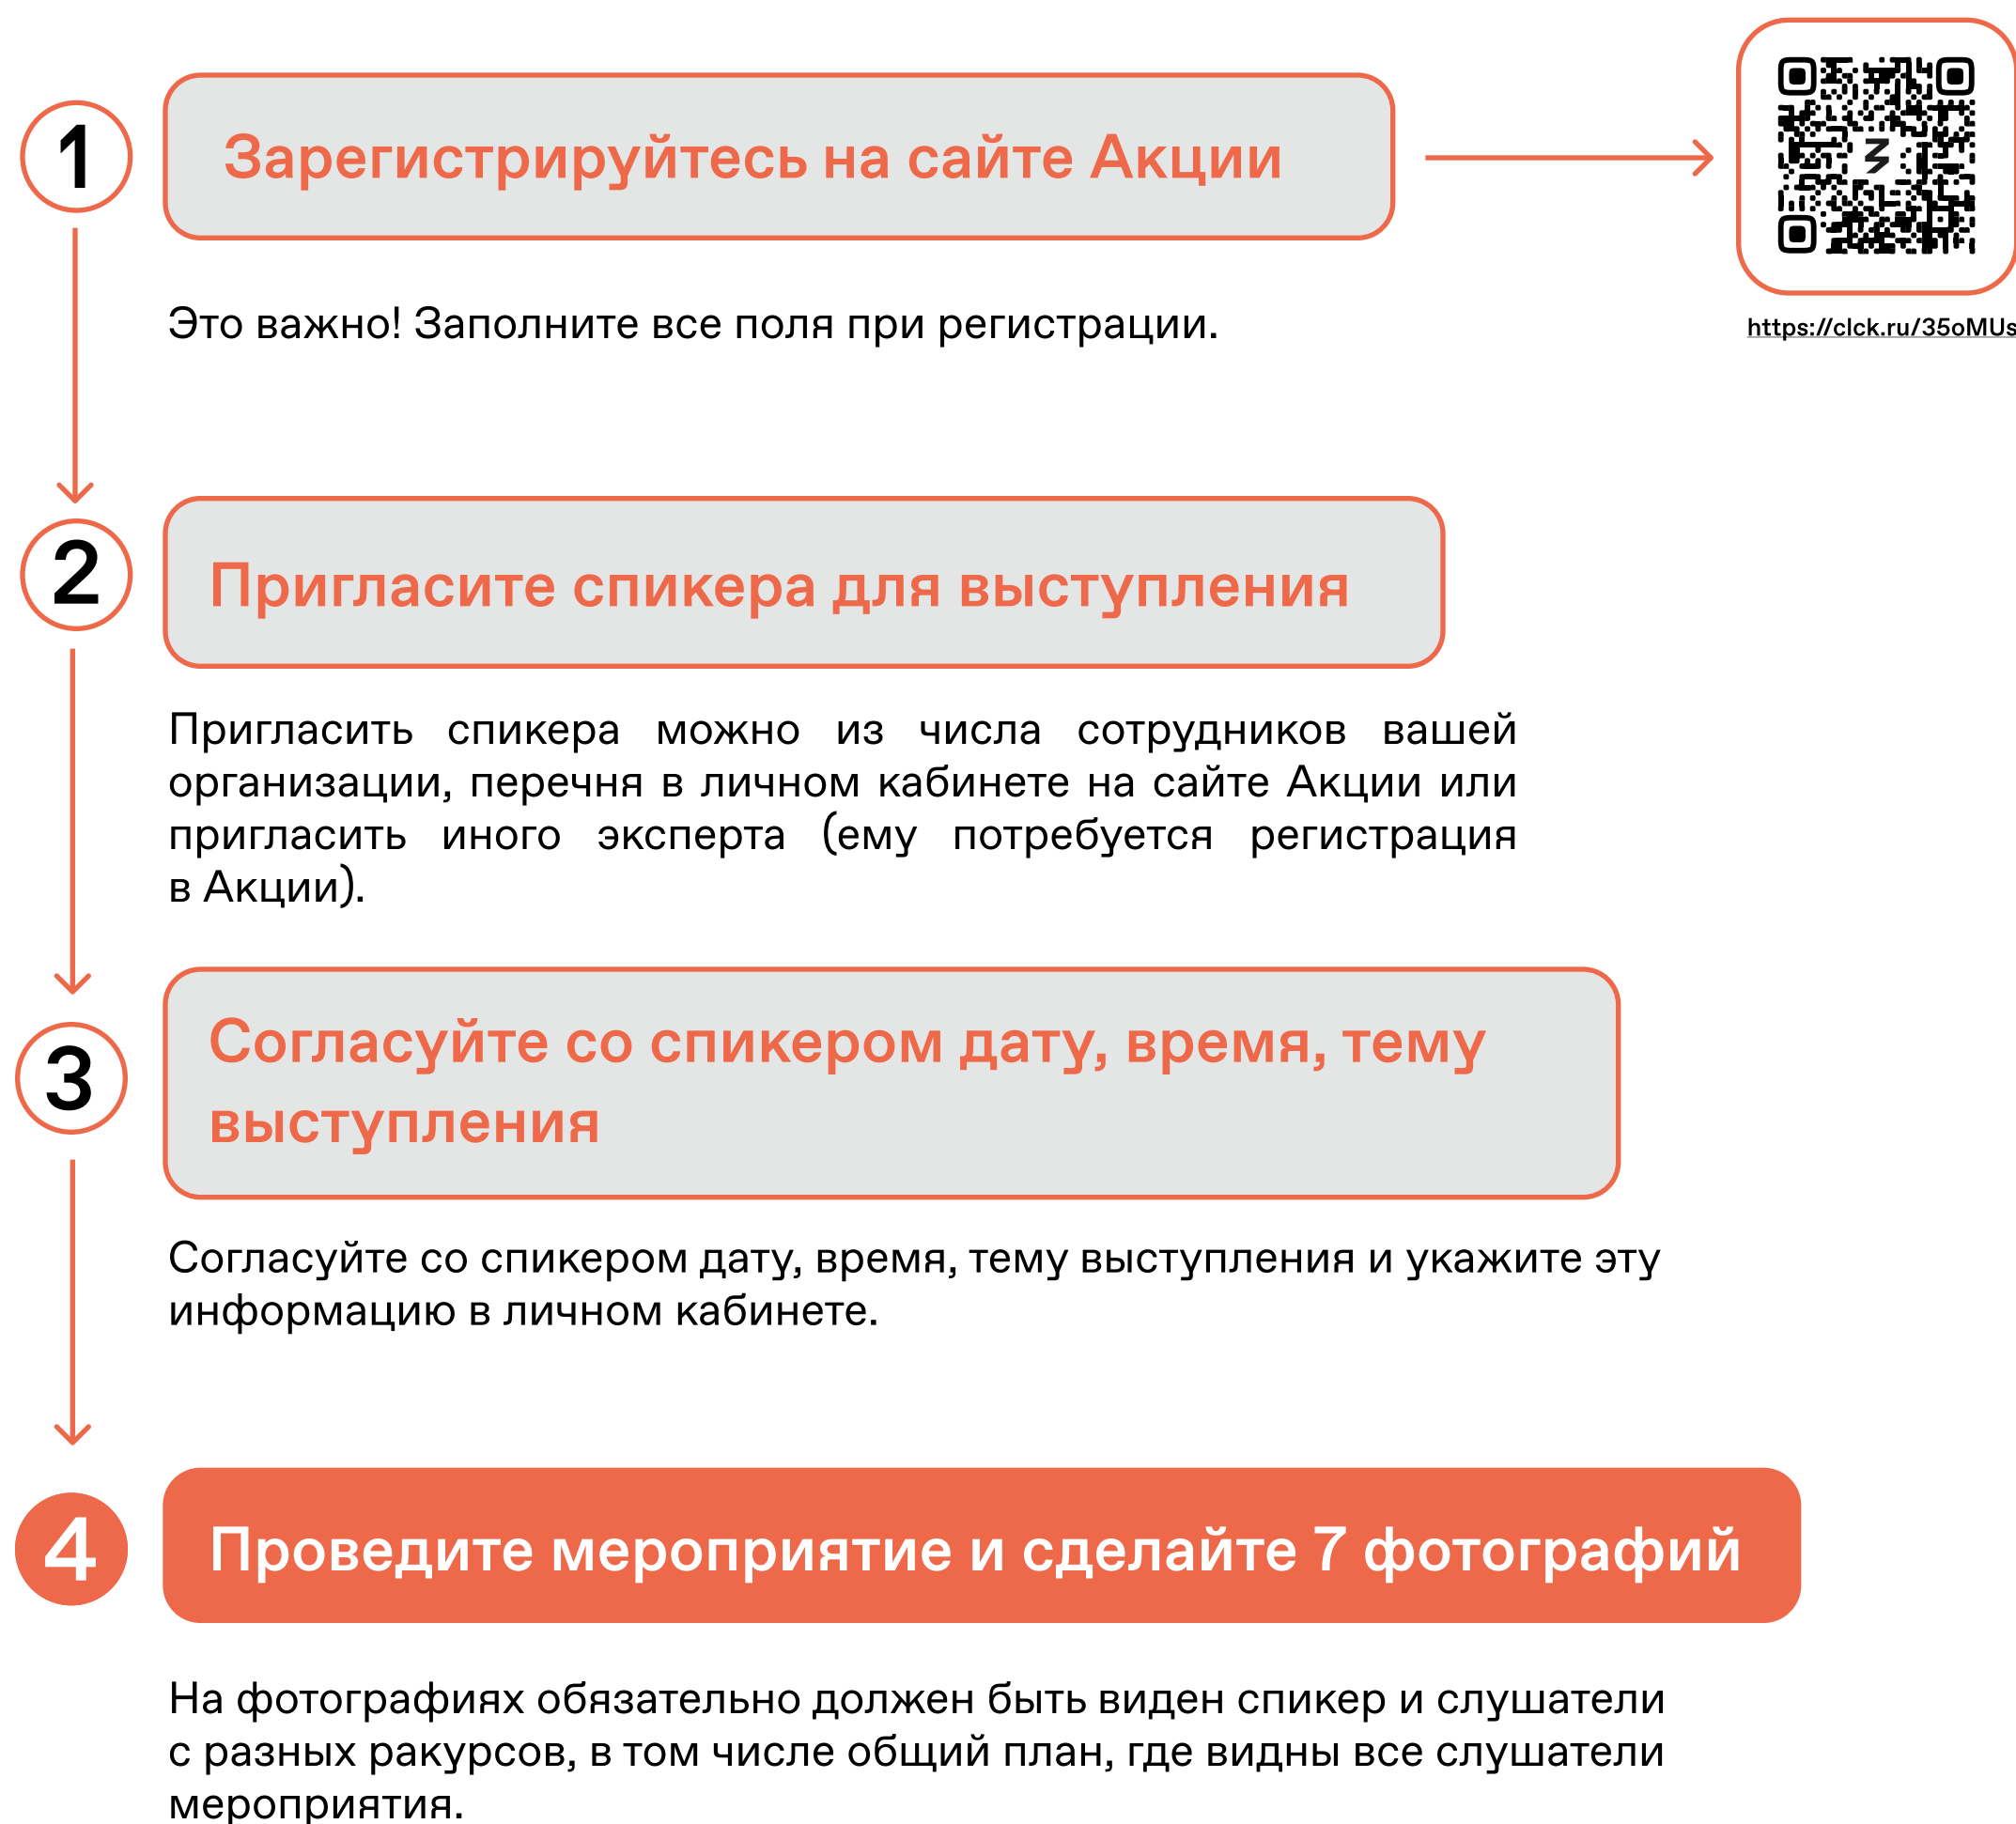 1
Зарегистрируйтесь на сайте Акции
https://clck.ru/35oMUs
Это важно! Заполните все поля при регистрации.
2
Пригласите спикера для выступления
Пригласить спикера можно из числа сотрудников вашей
организации, перечня в личном кабинете на сайте Акции или
пригласить иного эксперта (ему потребуется регистрация
в Акции).
3
Согласуйте со спикером дату, время, тему
выступления
Согласуйте со спикером дату, время, тему выступления и укажите эту
информацию в личном кабинете.
4
Проведите мероприятие и сделайте 7 фотографий
На фотографиях обязательно должен быть виден спикер и слушатели
с разных ракурсов, в том числе общий план, где видны все слушатели
мероприятия.